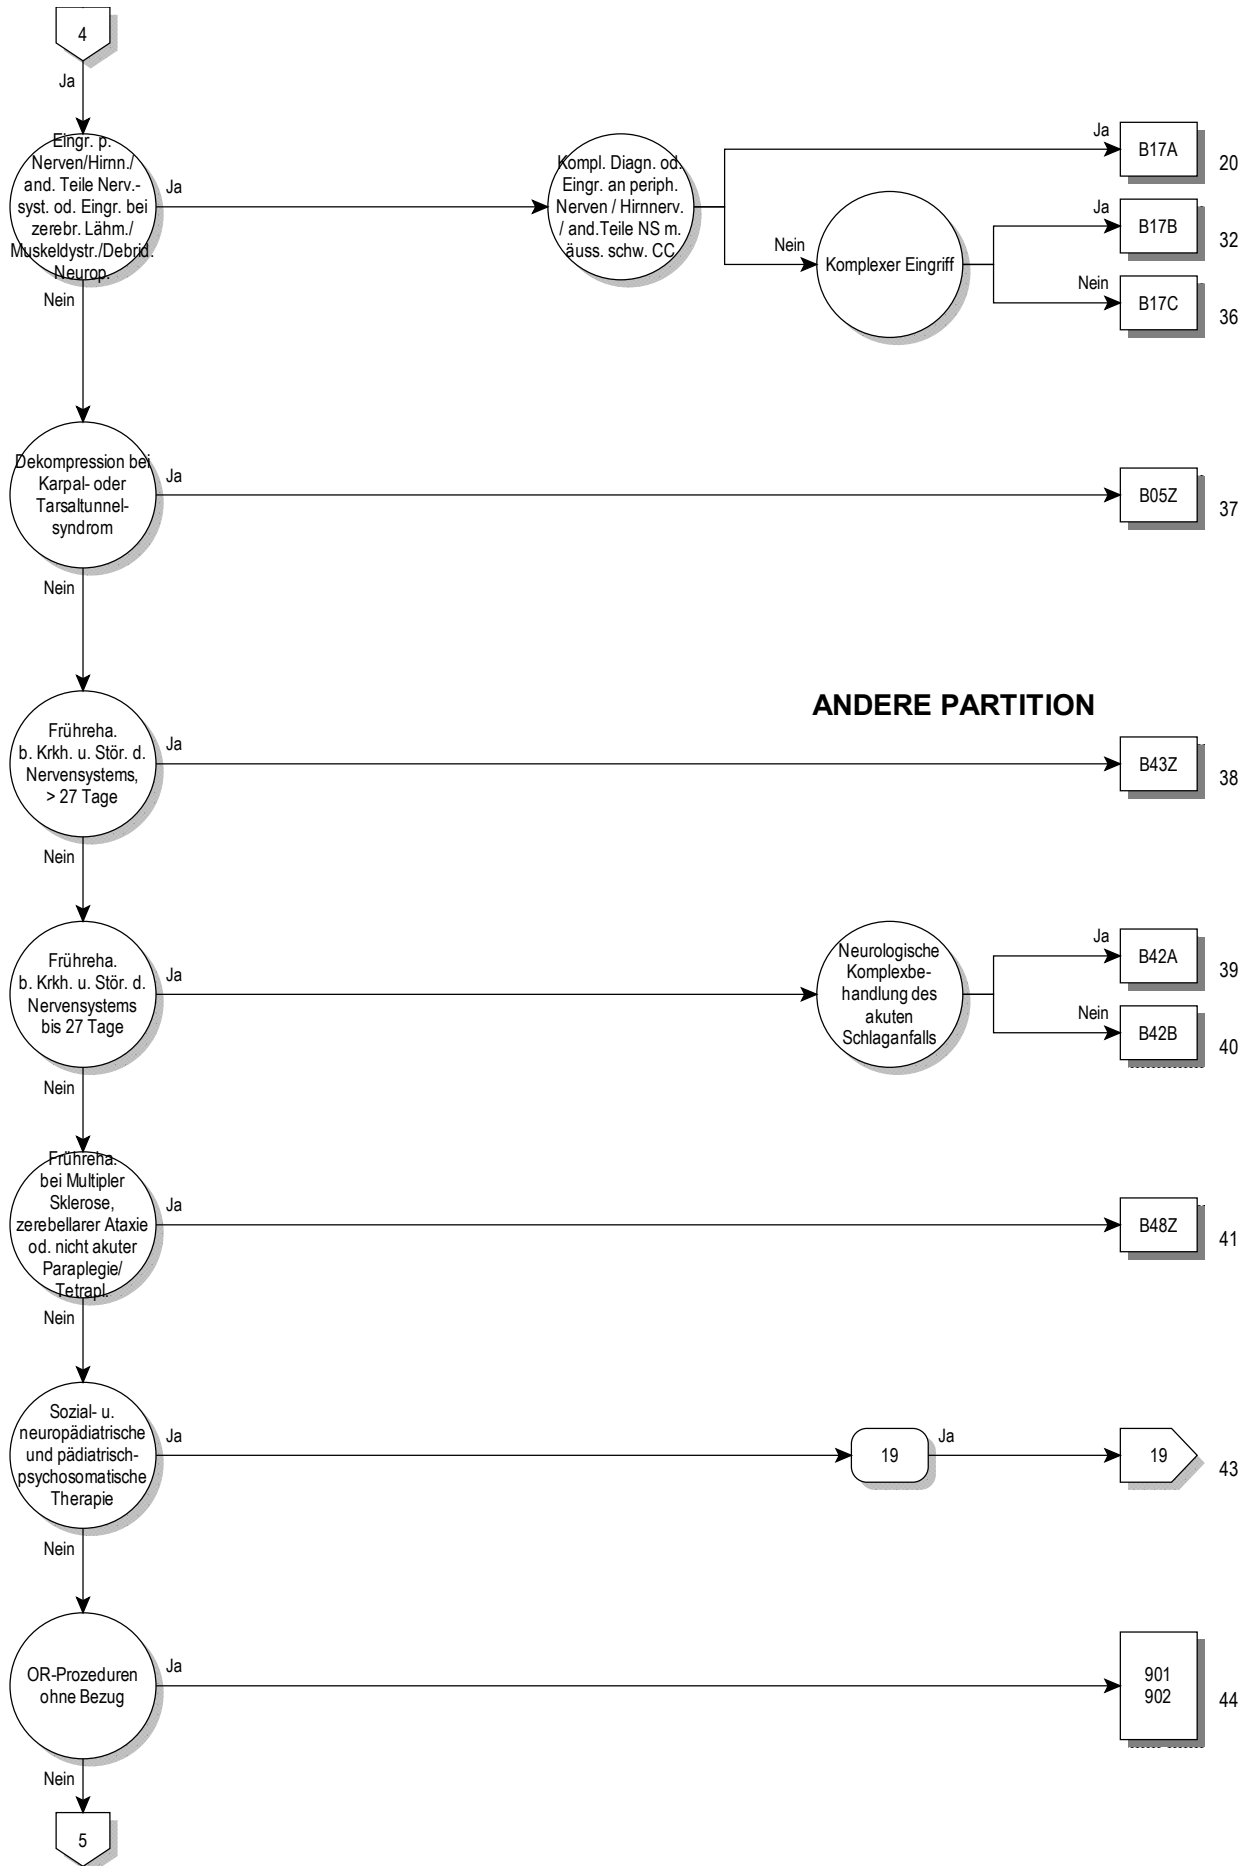 4
Ja
Eingr. p.
Nerven/Hirnn./
and. Teile Nerv.-
syst. od. Eingr. bei
zerebr. Lähm./
Muskeldystr./Debrid.
Neurop.
Ja
Kompl. Diagn. od.
Eingr. an periph.
Nerven / Hirnnerv.
/ and.Teile NS m.
äuss. schw. CC
Ja
B17A
20
Nein
Komplexer Eingriff
Ja
B17B
32
Nein
B17C
36
Nein
Dekompression bei
Karpal- oder
Tarsaltunnel-
syndrom
Ja
B05Z
37
Nein
ANDERE PARTITION
Frühreha.
b. Krkh. u. Stör. d.
Nervensystems,
> 27 Tage
Ja
B43Z
38
Nein
Frühreha.
b. Krkh. u. Stör. d.
Nervensystems
bis 27 Tage
Ja
Neurologische
Komplexbe-
handlung des
akuten
Schlaganfalls
Ja
B42A
39
Nein
B42B
40
Nein
Frühreha.
bei Multipler
Sklerose,
zerebellarer Ataxie
od. nicht akuter
Paraplegie/
Tetrapl.
Ja
B48Z
41
Nein
Sozial- u.
neuropädiatrische
und pädiatrisch-
psychosomatische
Therapie
Ja
19
Ja
19
43
Nein
OR-Prozeduren
ohne Bezug
Ja
901
902
44
Nein
5